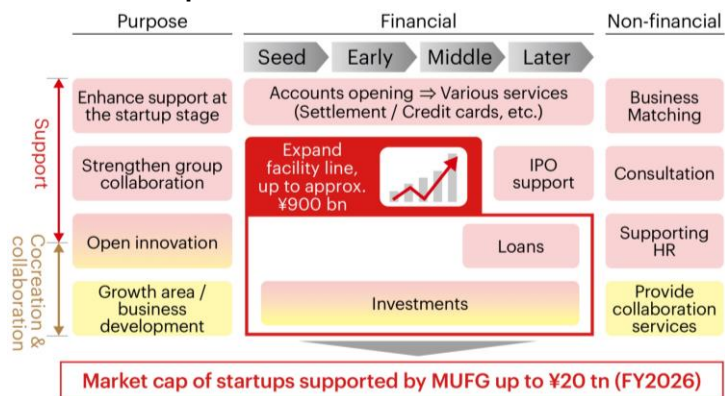 Purpose
Financial
Non-financial
Seed
Early
Middle
Later
Support
Cocreation &
collaboration
Enhance support at
the startup stage
Accounts opening ⇒ Various services
(Settlement / Credit cards, etc.)
Business
Matching
Strengthen group
collaboration
Expand
facility line,
up to approx.
¥900 bn
IPO
support
Consultation
Open innovation
Loans
Supporting
HR
Growth area /
business
development
Investments
Provide
collaboration
services
Market cap of startups supported by MUFG up to ¥20 tn (FY2026)